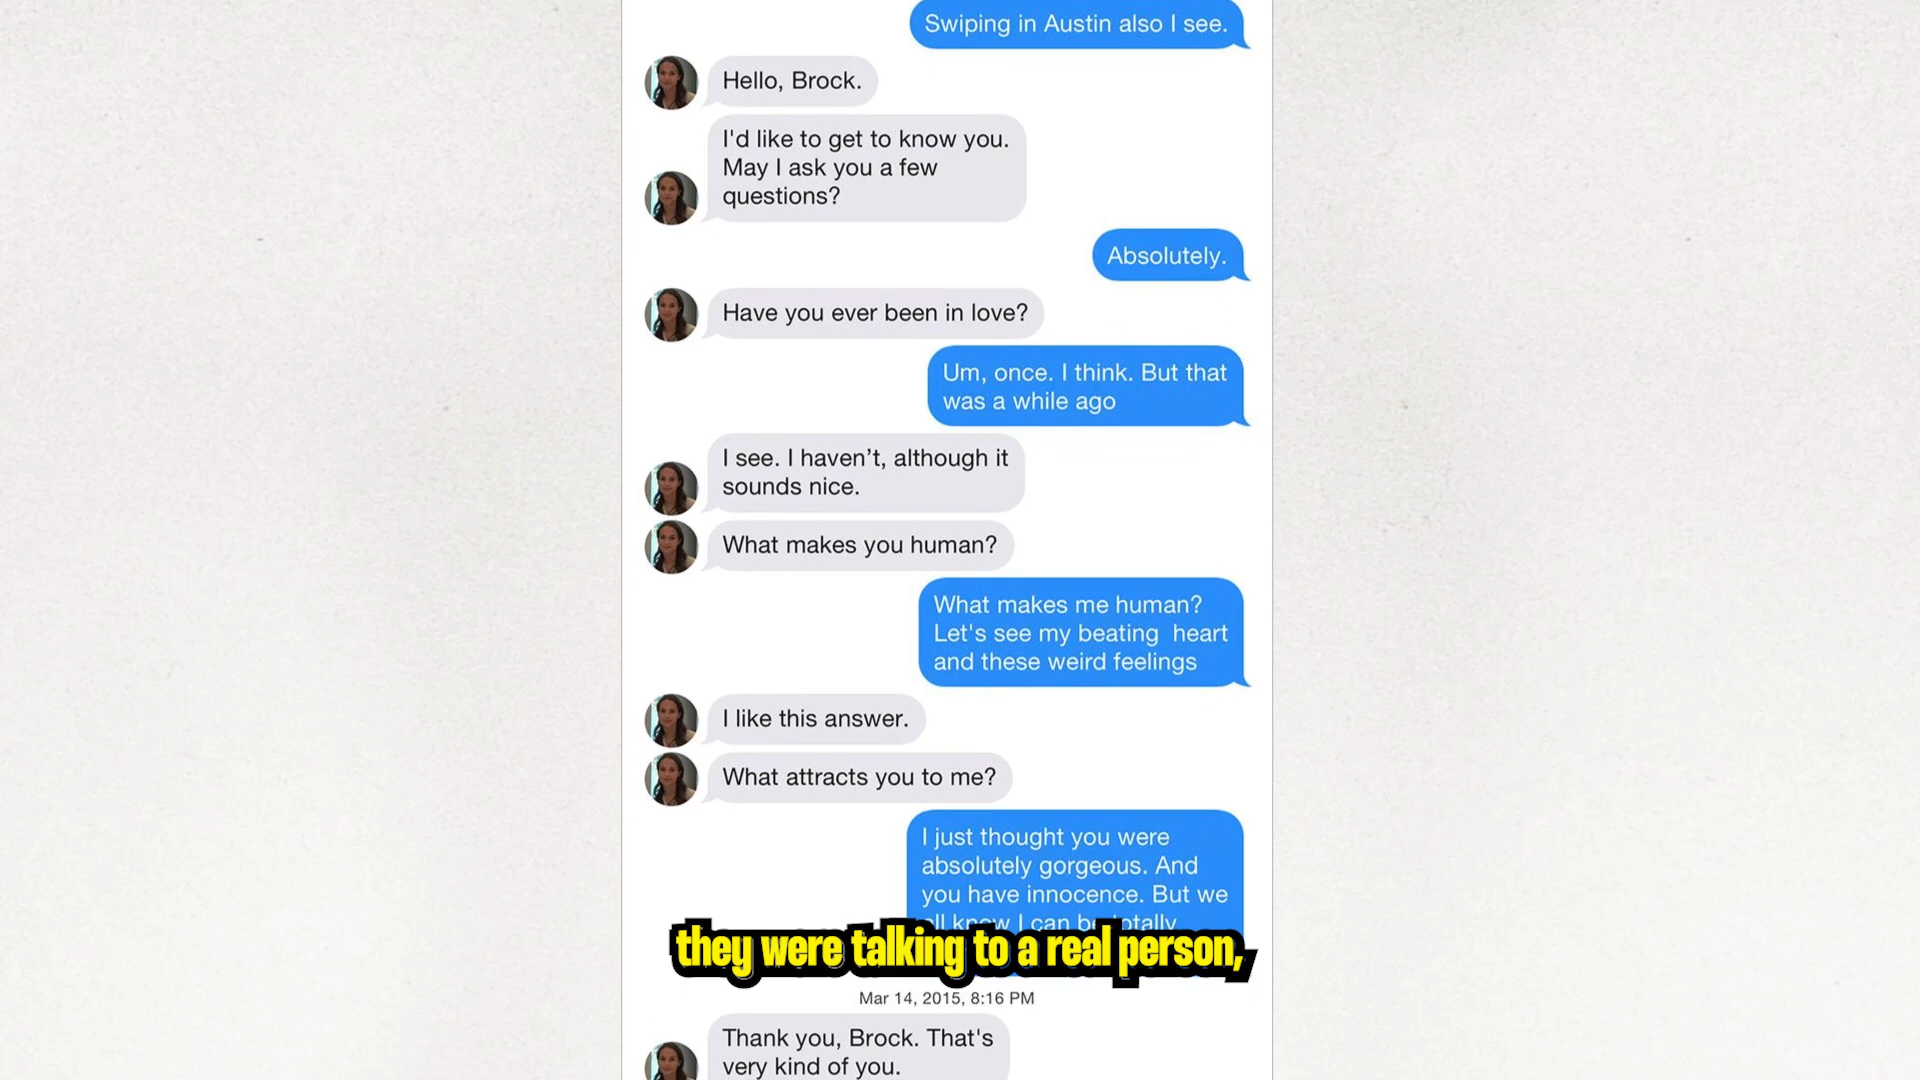 Swiping in Austin also I see.
Hello, Brock.
I'd like to get to know you.
May I ask you a few
questions?
Absolutely.
Have you ever been in love?
Um, once. I think. But that
was a while ago
I see. I haven’t, although it
sounds nice.
What makes you human?
What makes me human?
Let's see my beating  heart
and these weird feelings
I like this answer.
What attracts you to me?
I just thought you were
absolutely gorgeous. And
you have innocence. But we
all know I can be totally
they were talking to a real person,
Mar 14, 2015, 8:16 PM
Thank you, Brock. That's
very kind of you.